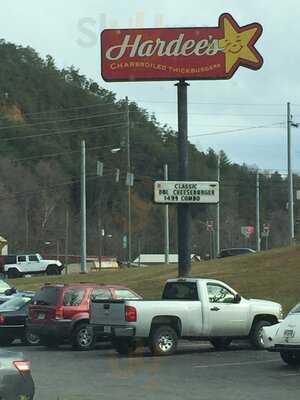 Hardee's
CHARBROILED THICKBURGERS
CLASSIC
DBL CHEESEBURGER
$499 COMBO